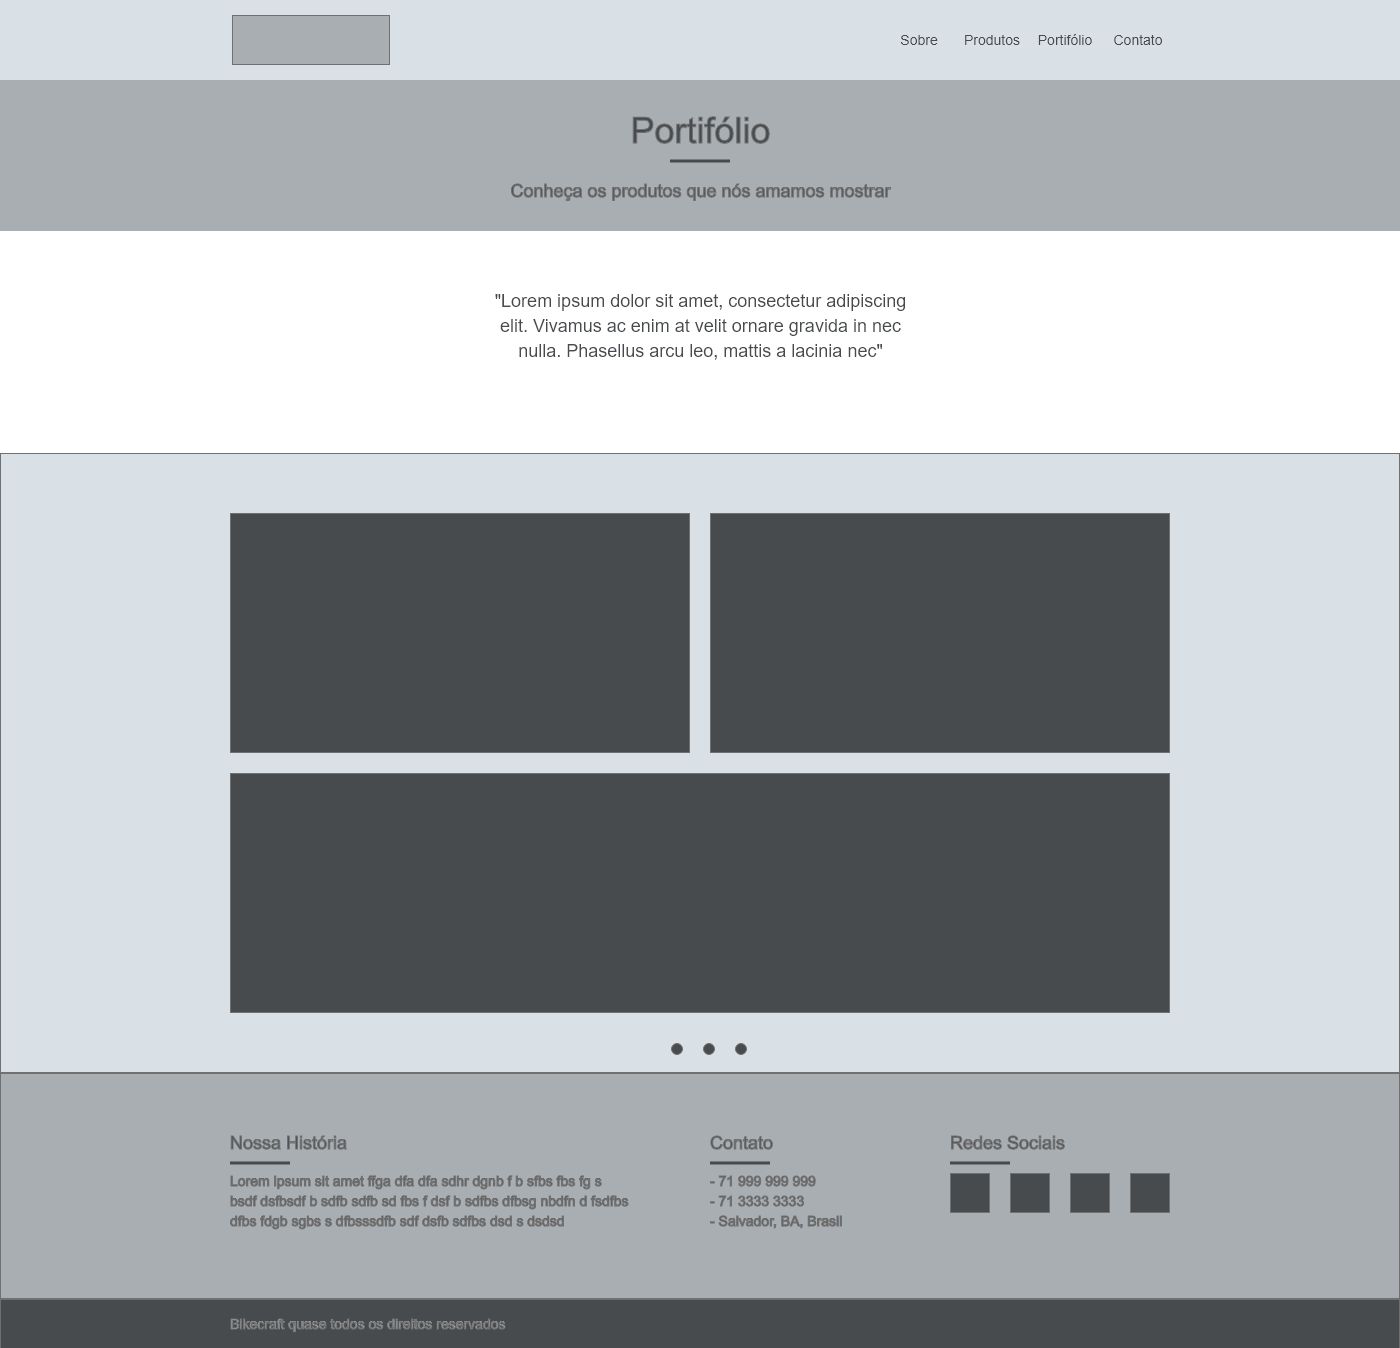 Sobre Produtos Portifólio Contato
Portifólio
Conheça os produtos que nós amamos mostrar
"Lorem ipsum dolor sit amet, consectetur adipiscing
elit. Vivamus ac enim at velit ornare gravida in nec
nulla. Phasellus arcu leo, mattis a lacinia nec"
Nossa História
Lorem ipsum sit amet ffga dfa dfa sdhr dgnb f b sfbs fbs fg s
bsdf dsfbsdf b sdfb sdfb sd fbs f dsf b sdfbs dfbsg nbdfn d fsdfbs
dfbs fdgb sgbs s dfbsssdfb sdf dsfb sdfbs dsd s dsdsd
Contato
- 71 999 999 999
- 71 3333 3333
- Salvador, BA, Brasil
Redes Sociais
Bikecraft quase todos os direitos reservados